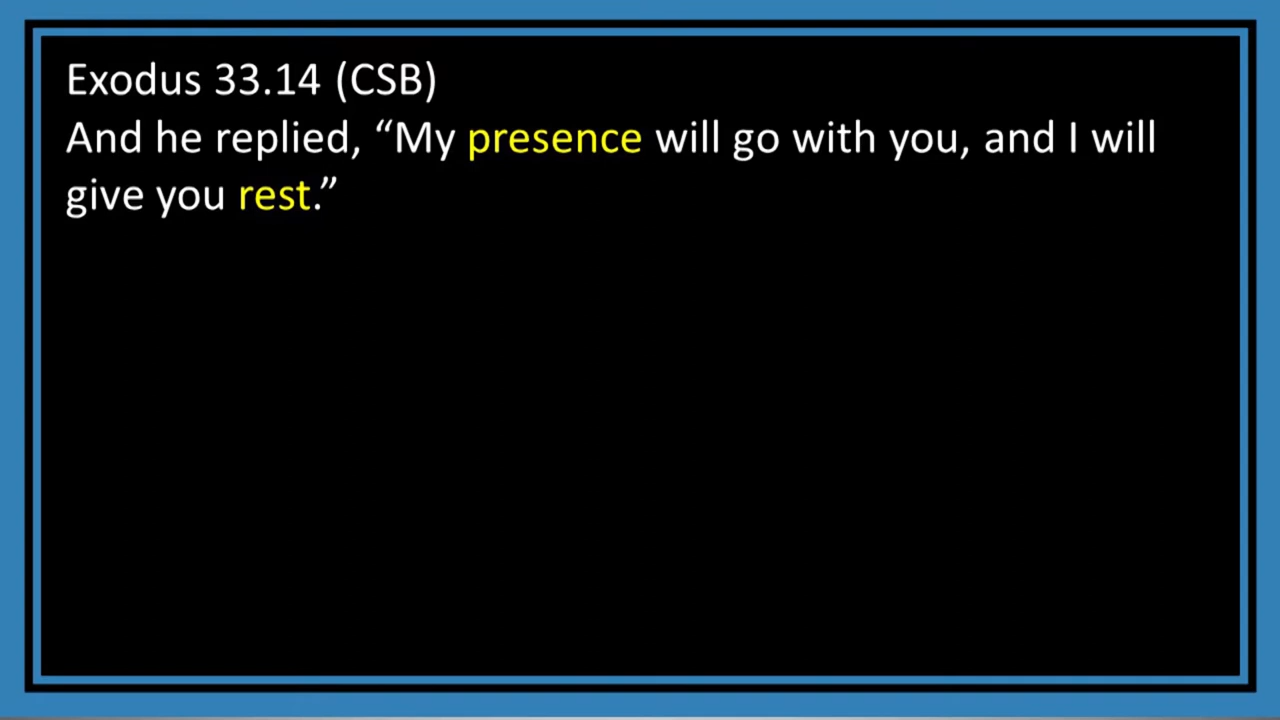 Exodus 33.14 (CSB)
And he replied, “My presence will go with you, and I will
give you rest.”